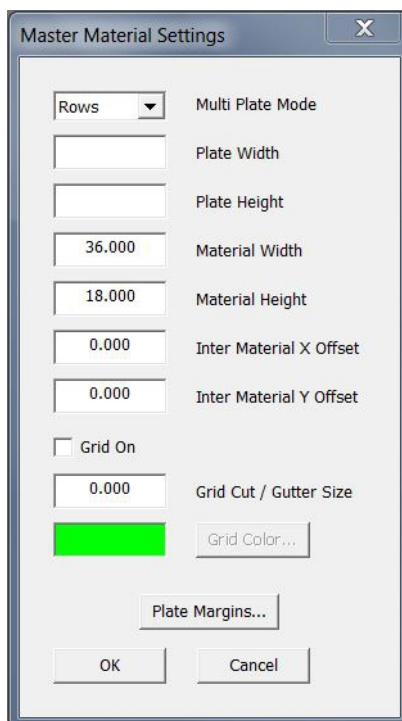 Master Material Settings
X
Rows Multi Plate Mode
Plate Width
Plate Height
36.000 Material Width
18.000 Material Height
0.000 Inter Material X Offset
0.000 Inter Material Y Offset
Grid On
0.000 Grid Cut / Gutter Size
Grid Color...
Plate Margins...
OK Cancel